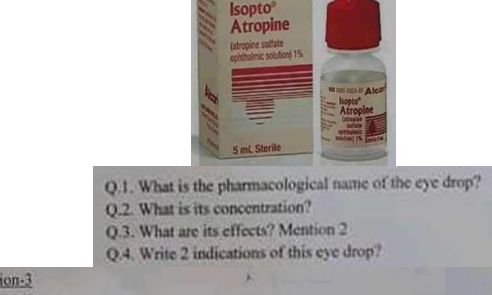 Isopto®
Atropine
(atropine sulfate
ophthalmic solution) 1%
Alcon
5 mL Sterile
Alcon
Isopto®
Atropine
(atropine
sulfate
ophthalmic
solution) 1%
Q.1. What is the pharmacological name of the eye drop?
Q.2. What is its concentration?
Q.3. What are its effects? Mention 2
Q.4. Write 2 indications of this eye drop?
ion-3